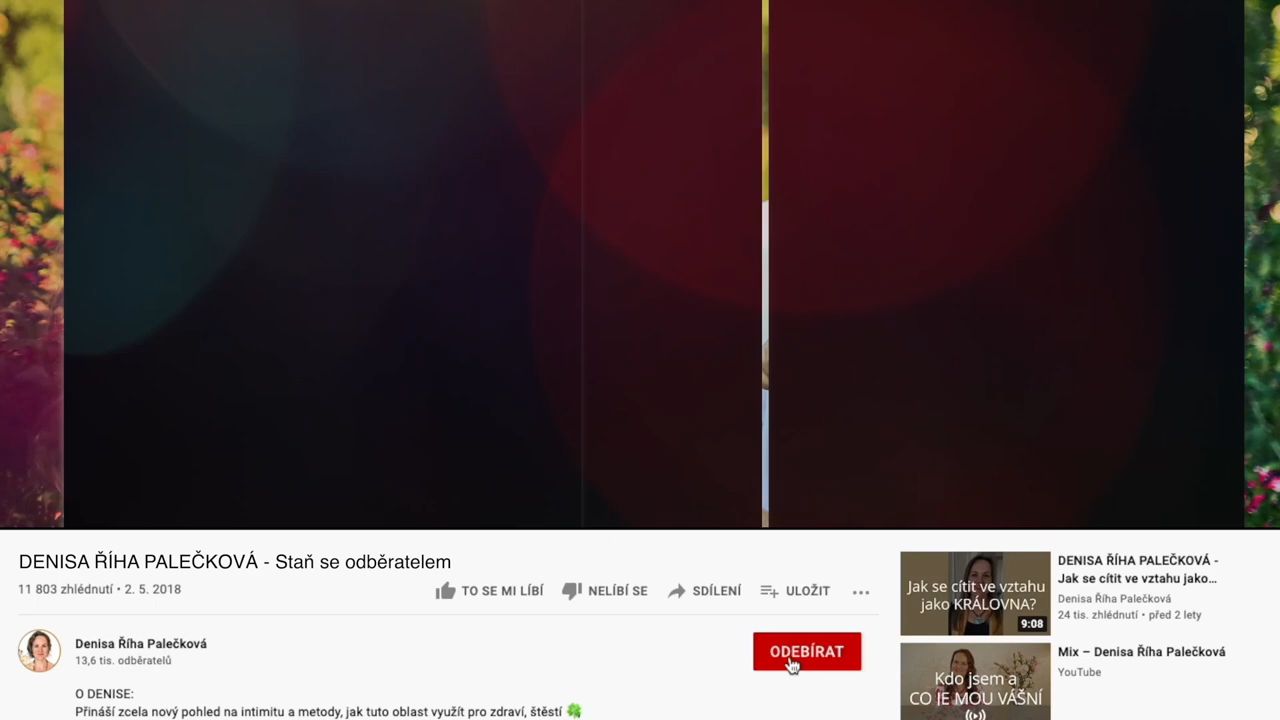 DENISA ŘÍHA PALEČKOVÁ - Staň se odběratelem
11 803 zhlédnutí • 2. 5. 2018
TO SE MI LÍBÍ
NELÍBÍ SE
SDÍLENÍ
ULOŽIT
Denisa Říha Palečková
13,6 tis. odběratelů
ODEBÍRAT
O DENISE:
Přináší zcela nový pohled na intimitu a metody, jak tuto oblast využít pro zdraví, štěstí 🍀
Jak se cítit ve vztahu
jako KRÁLOVNA?
9:08
DENISA ŘÍHA PALEČKOVÁ -
Jak se cítit ve vztahu jako…
Denisa Říha Palečková
24 tis. zhlédnutí • před 2 lety
Kdo jsem a
CO JE MOU VÁŠNÍ
Mix – Denisa Říha Palečková
YouTube